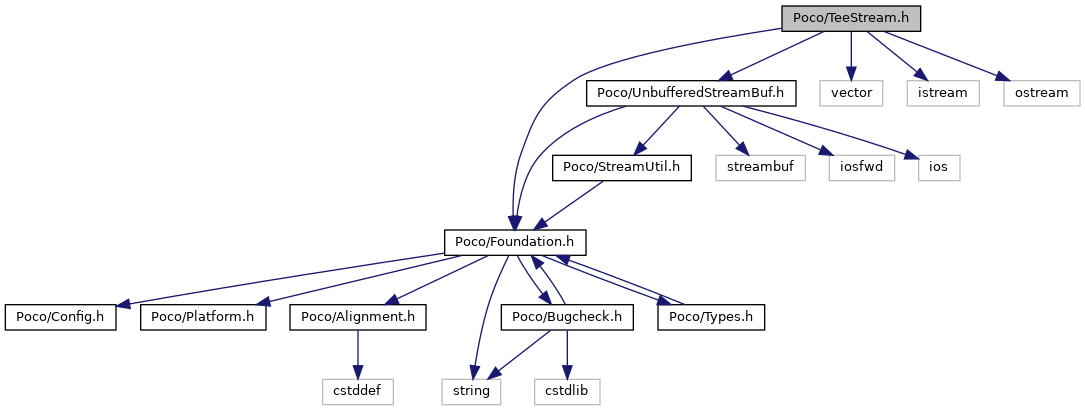 Poco/TeeStream.h
Poco/UnbufferedStreamBuf.h
vector
istream
ostream
Poco/StreamUtil.h
streambuf
iosfwd
ios
Poco/Foundation.h
Poco/Config.h
Poco/Platform.h
Poco/Alignment.h
Poco/Bugcheck.h
Poco/Types.h
cstddef
string
cstdlib